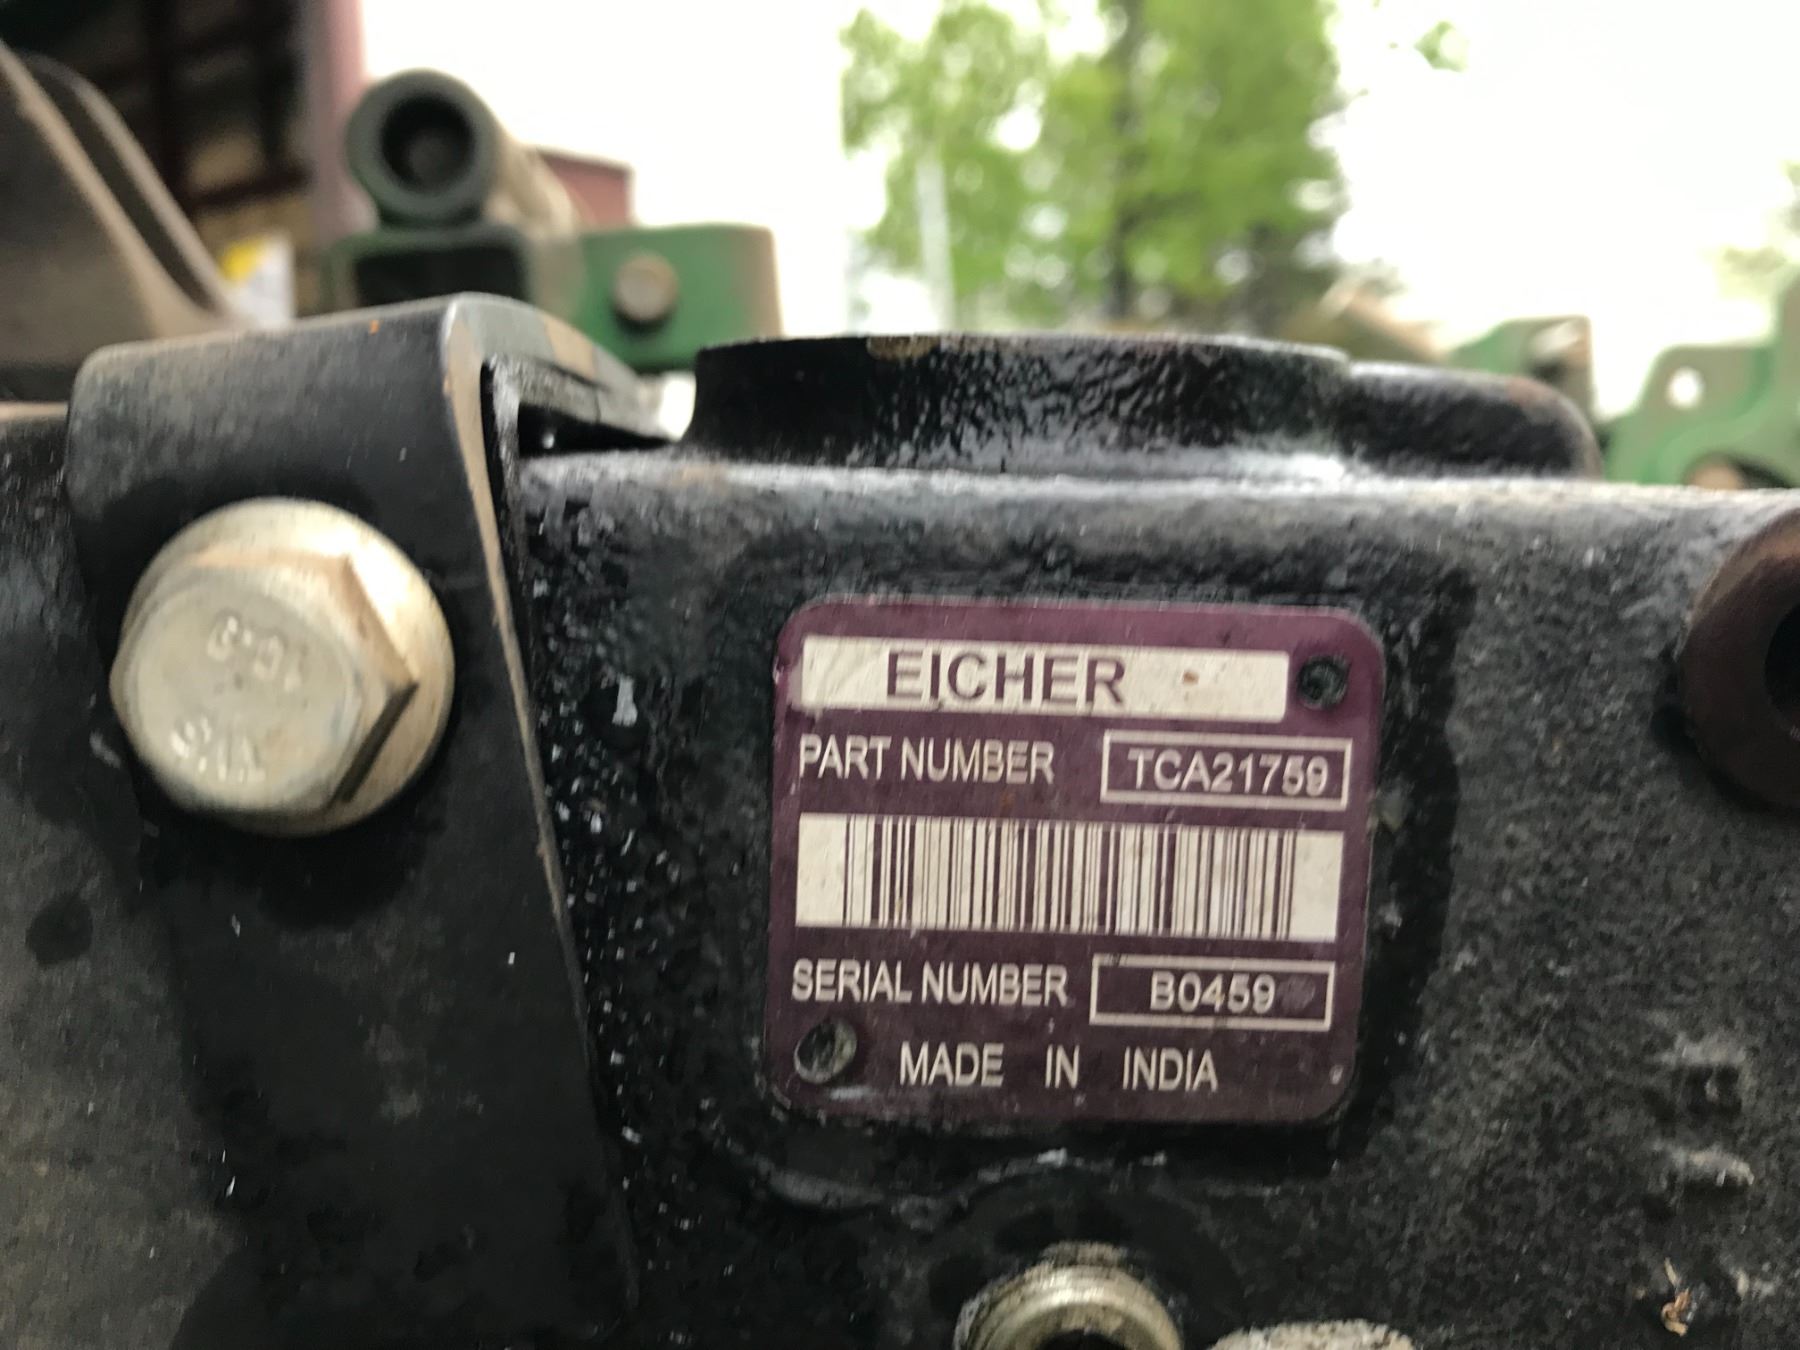 EICHER
PART NUMBER TCA21759
SERIAL NUMBER B0459
MADE IN INDIA